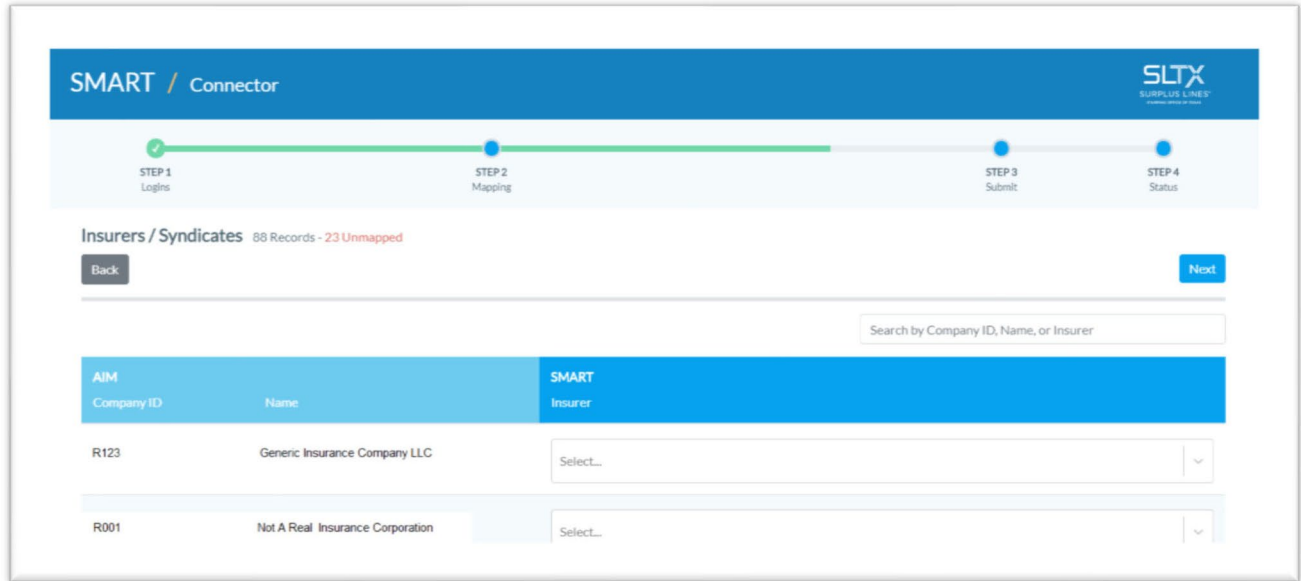 SMART / Connector
SLTX
SURPLUS LINES
STEP 1
Logins
STEP 2
Mapping
STEP 3
Submit
STEP 4
Status
Insurers / Syndicates 88 Records - 23 Unmapped
Back
Next
Search by Company ID, Name, or Insurer
AIM
SMART
Company ID Name Insurer
R123 Generic Insurance Company LLC Select...
R001 Not A Real Insurance Corporation Select...